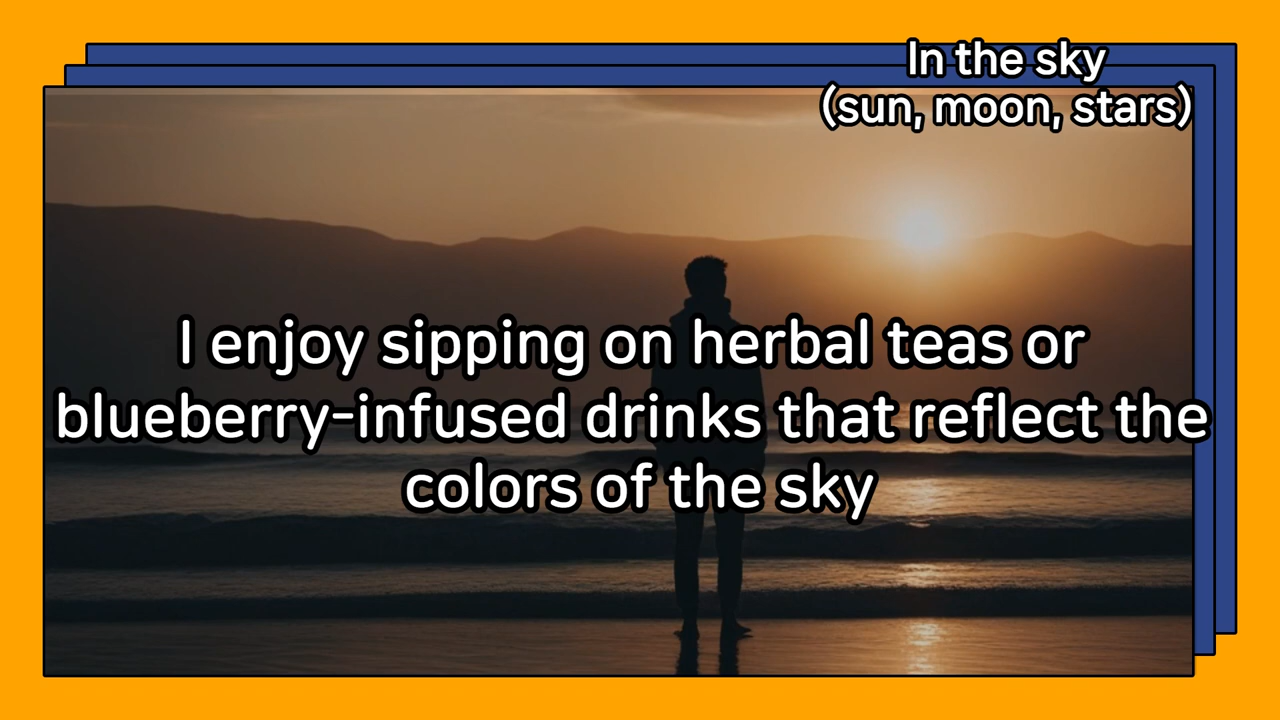 In the sky
(sun, moon, stars)
I enjoy sipping on herbal teas or
blueberry-infused drinks that reflect the
colors of the sky